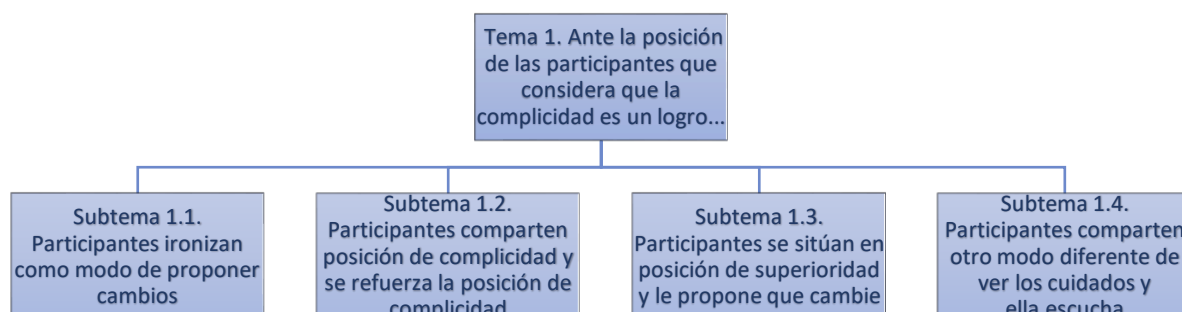 Tema 1. Ante la posición
de las participantes que
considera que la
complicidad es un logro...
Subtema 1.1.
Participantes ironizan
como modo de proponer
cambios
Subtema 1.2.
Participantes comparten
posición de complicidad y
se refuerza la posición de
complicidad
Subtema 1.3.
Participantes se sitúan en
posición de superioridad
y le propone que cambie
Subtema 1.4.
Participantes comparten
otro modo diferente de
ver los cuidados y
ella escucha